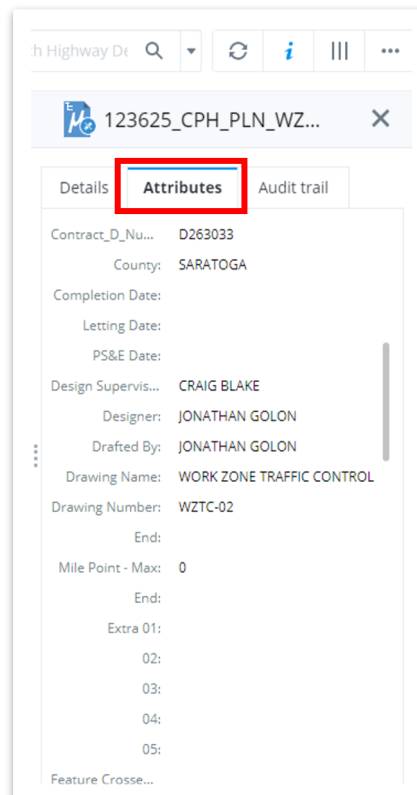 h Highway De
123625_CPH_PLN_WZ...
Details Attributes Audit trail
Contract_D_Nu... D263033
County: SARATOGA
Completion Date:
Letting Date:
PS&E Date:
Design Supervis... CRAIG BLAKE
Designer: JONATHAN GOLON
Drafted By: JONATHAN GOLON
Drawing Name: WORK ZONE TRAFFIC CONTROL
Drawing Number: WZTC-02
End:
Mile Point - Max: 0
End:
Extra 01:
02:
03:
04:
05:
Feature Crosse...